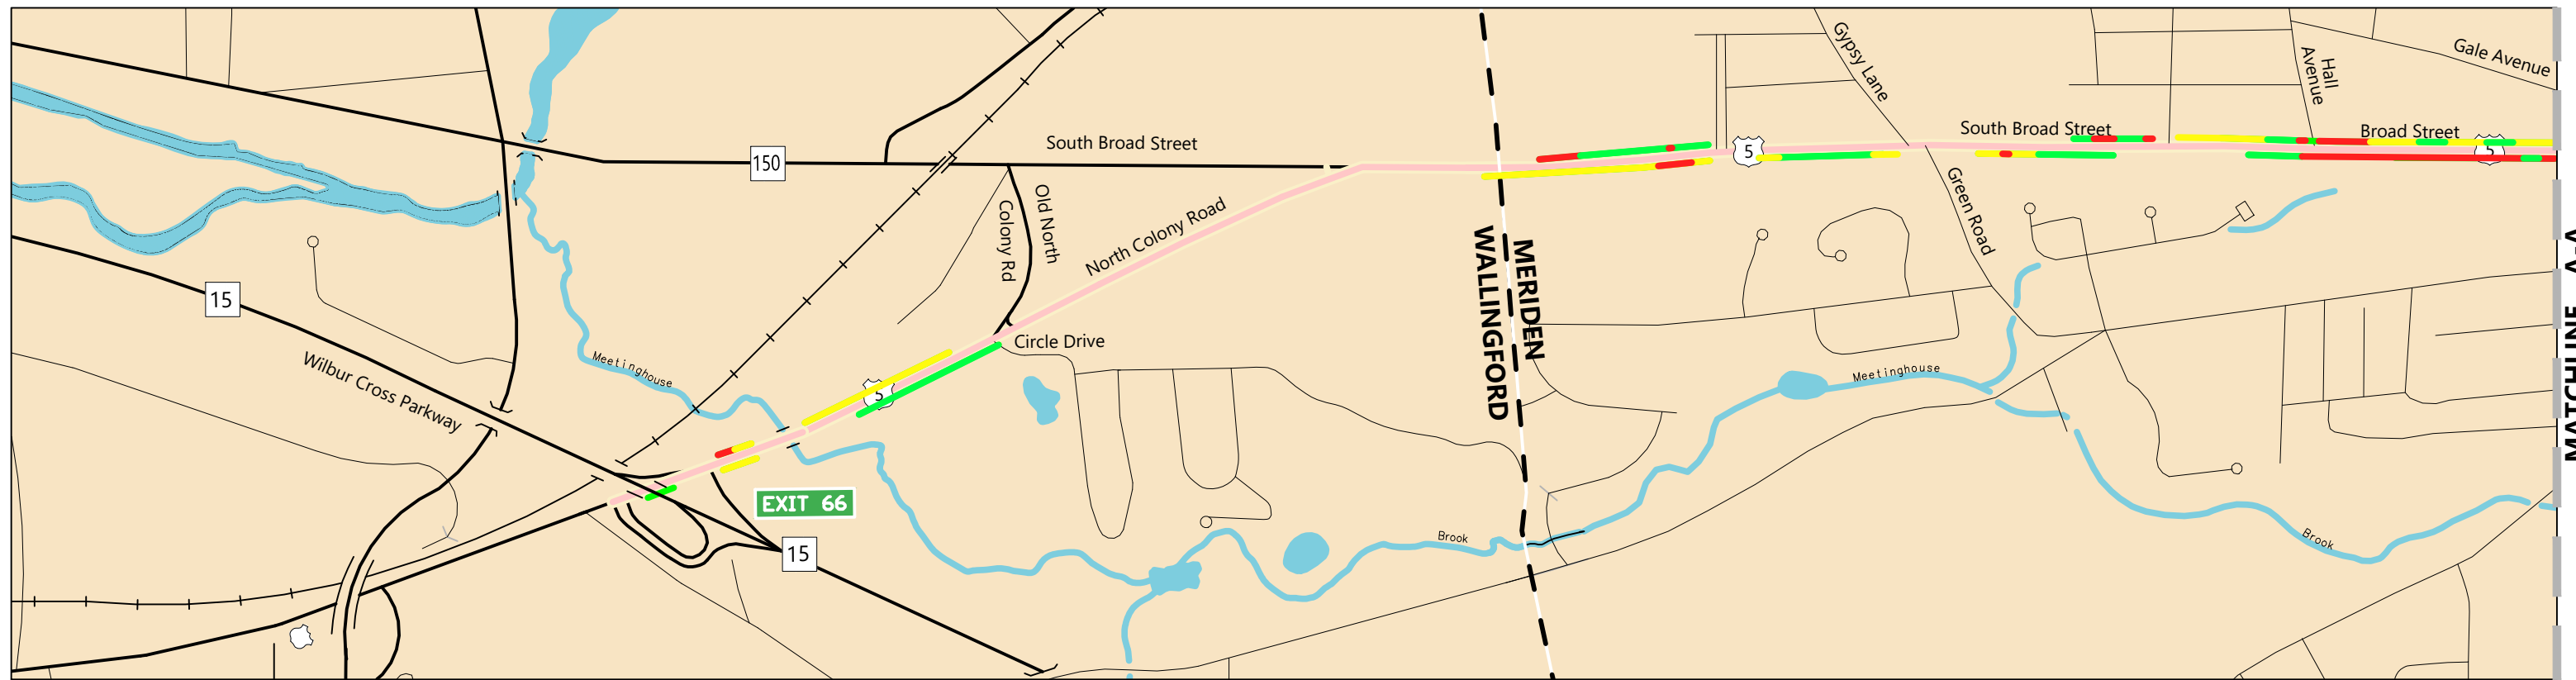 Gale Avenue
Gypsy Lane
Hall
Avenue
South Broad Street
Broad Street
South Broad Street
150
5
5
Old North
Colony Rd
North Colony Road
Green Road
15
MERIDEN
WALLINGFORD
Circle Drive
Meetinghouse
Meetinghouse
Wilbur Cross Parkway
5
EXIT 66
15
Brook
Brook